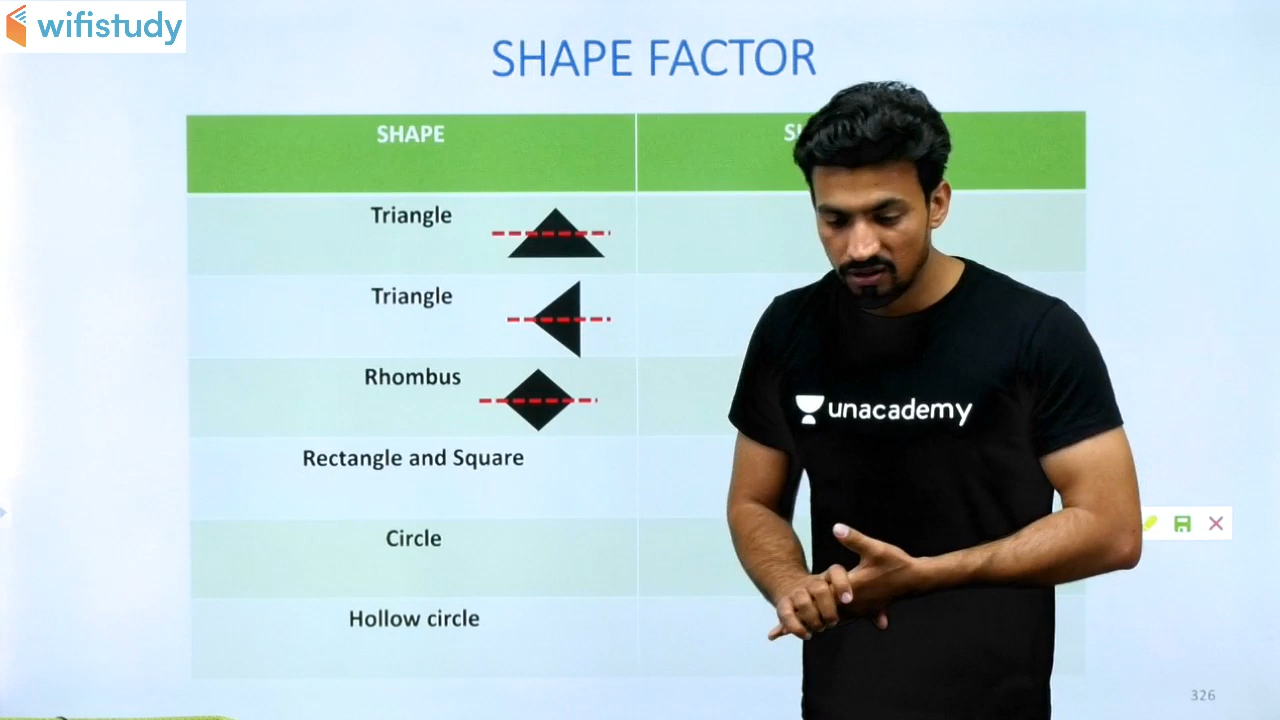 wifistudy
SHAPE FACTOR
SHAPE
Triangle
Triangle
Rhombus
Rectangle and Square
Circle
Hollow circle
unacademy
326